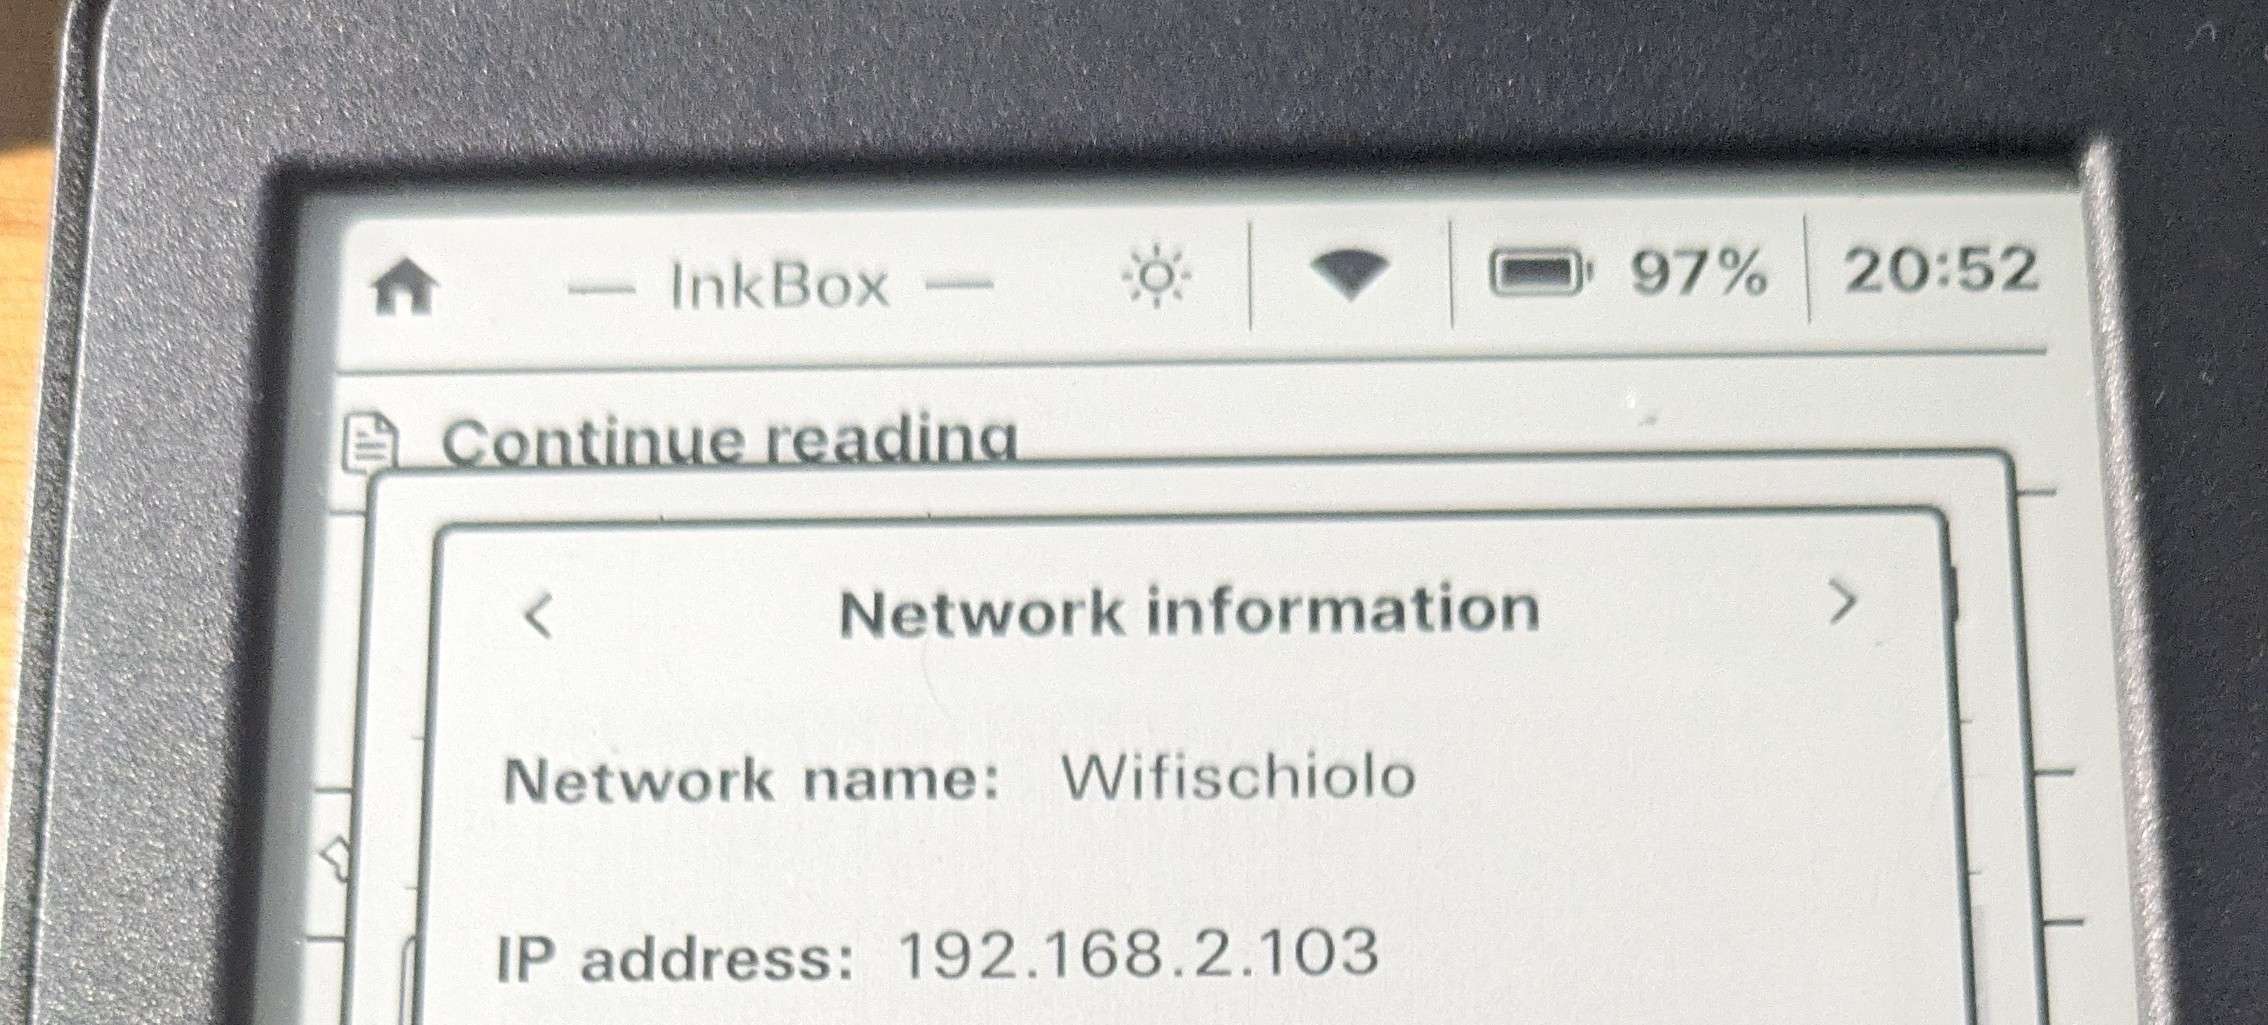 — InkBox — 97% 20:52
Continue reading
< Network information >
Network name: Wifischiolo
IP address: 192.168.2.103